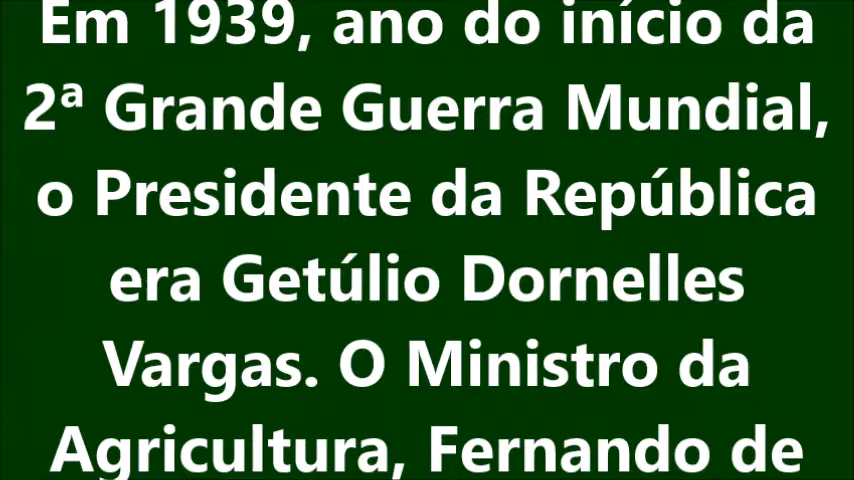 Em 1939, ano do início da
2ª Grande Guerra Mundial,
o Presidente da República
era Getúlio Dornelles
Vargas. O Ministro da
Agricultura, Fernando de